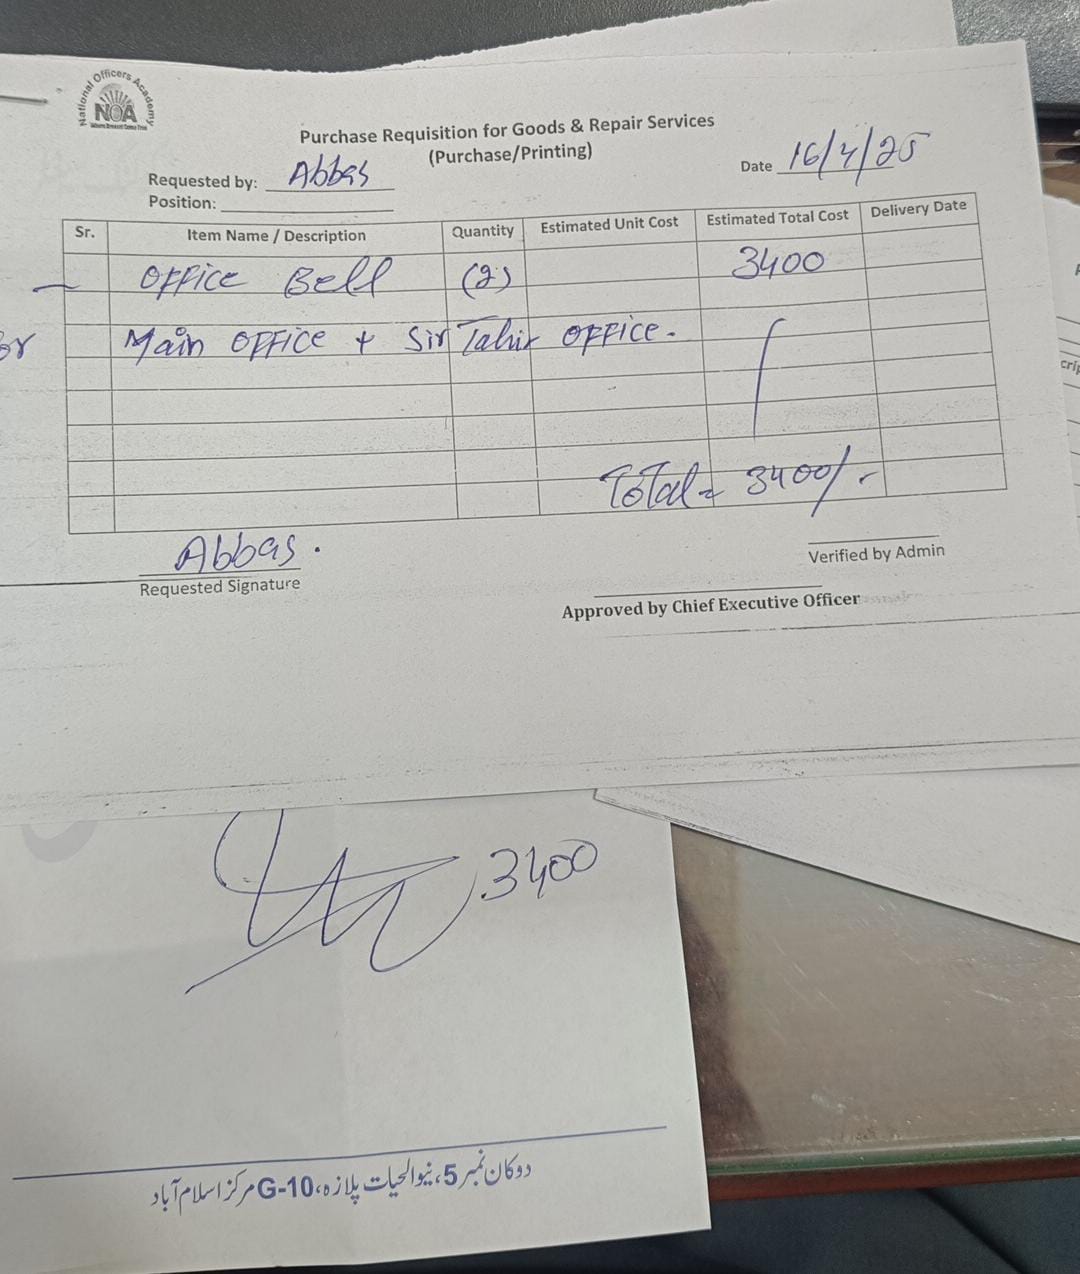 National Officers Academy
NOA
Purchase Requisition for Goods & Repair Services
(Purchase/Printing)
Requested by: Abbas
Date 16/4/25
Position:
Sr. Item Name / Description Quantity Estimated Unit Cost Estimated Total Cost Delivery Date
Office Bell (2) 3400
or Main office + Sir Tahir office.
Total = 3400/-
Abbas.
Requested Signature
Verified by Admin
Approved by Chief Executive Officer
3400
دوکان نمبر 5، نیو الحیات پلازہ، G-10 مرکز اسلام آباد